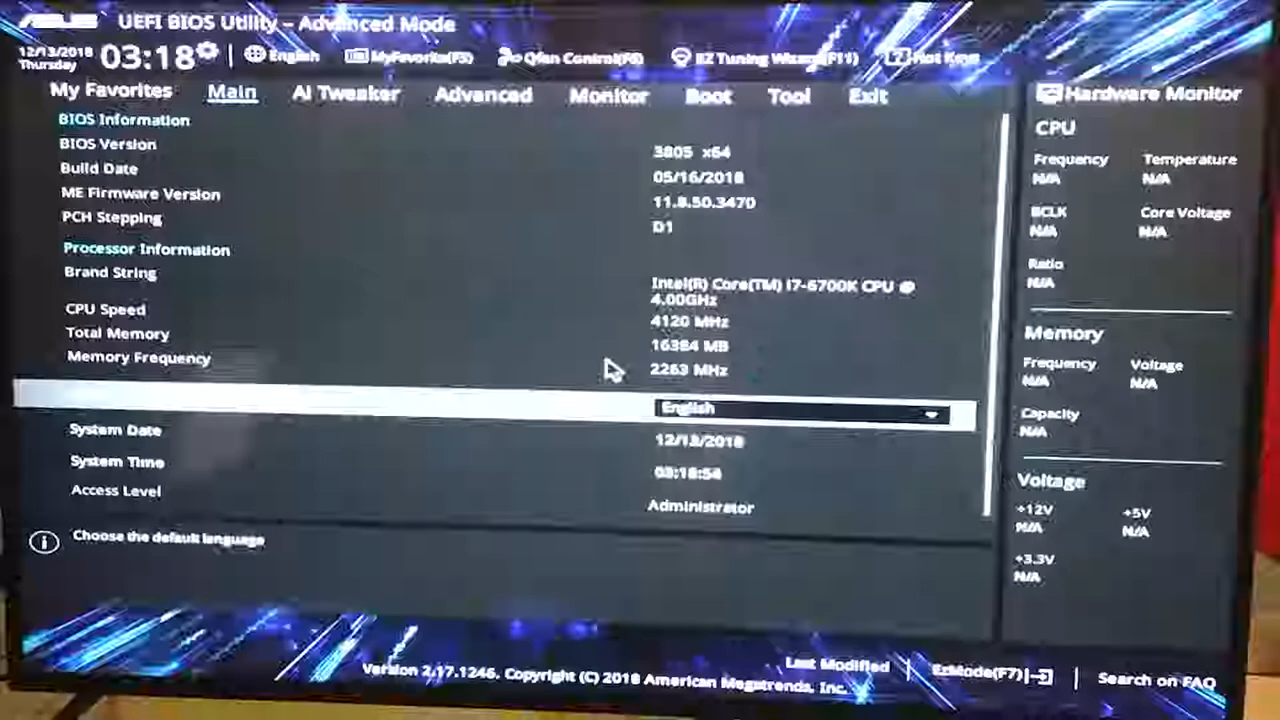 ASUS UEFI BIOS Utility – Advanced Mode
12/13/2018
Thursday
03:18
English
MyFavorite(F3)
Qfan Control(F6)
EZ Tuning Wizard(F11)
Hot Keys
My Favorites Main Ai Tweaker Advanced Monitor Boot Tool Exit
BIOS Information
BIOS Version 3805 x64
Build Date 05/16/2018
ME Firmware Version 11.8.50.3470
PCH Stepping D1
Processor Information
Brand String Intel(R) Core(TM) i7-6700K CPU @
4.00GHz
CPU Speed 4120 MHz
Total Memory 16384 MB
Memory Frequency 2263 MHz
English
System Date 12/13/2018
System Time 03:18:54
Access Level Administrator
Choose the default language
Hardware Monitor
CPU
Frequency Temperature
N/A N/A
BCLK Core Voltage
N/A N/A
Ratio
N/A
Memory
Frequency Voltage
N/A N/A
Capacity
N/A
Voltage
+12V +5V
N/A N/A
+3.3V
N/A
Last Modified
EzMode(F7)
Search on FAQ
Version 2.17.1246. Copyright (C) 2018 American Megatrends, Inc.